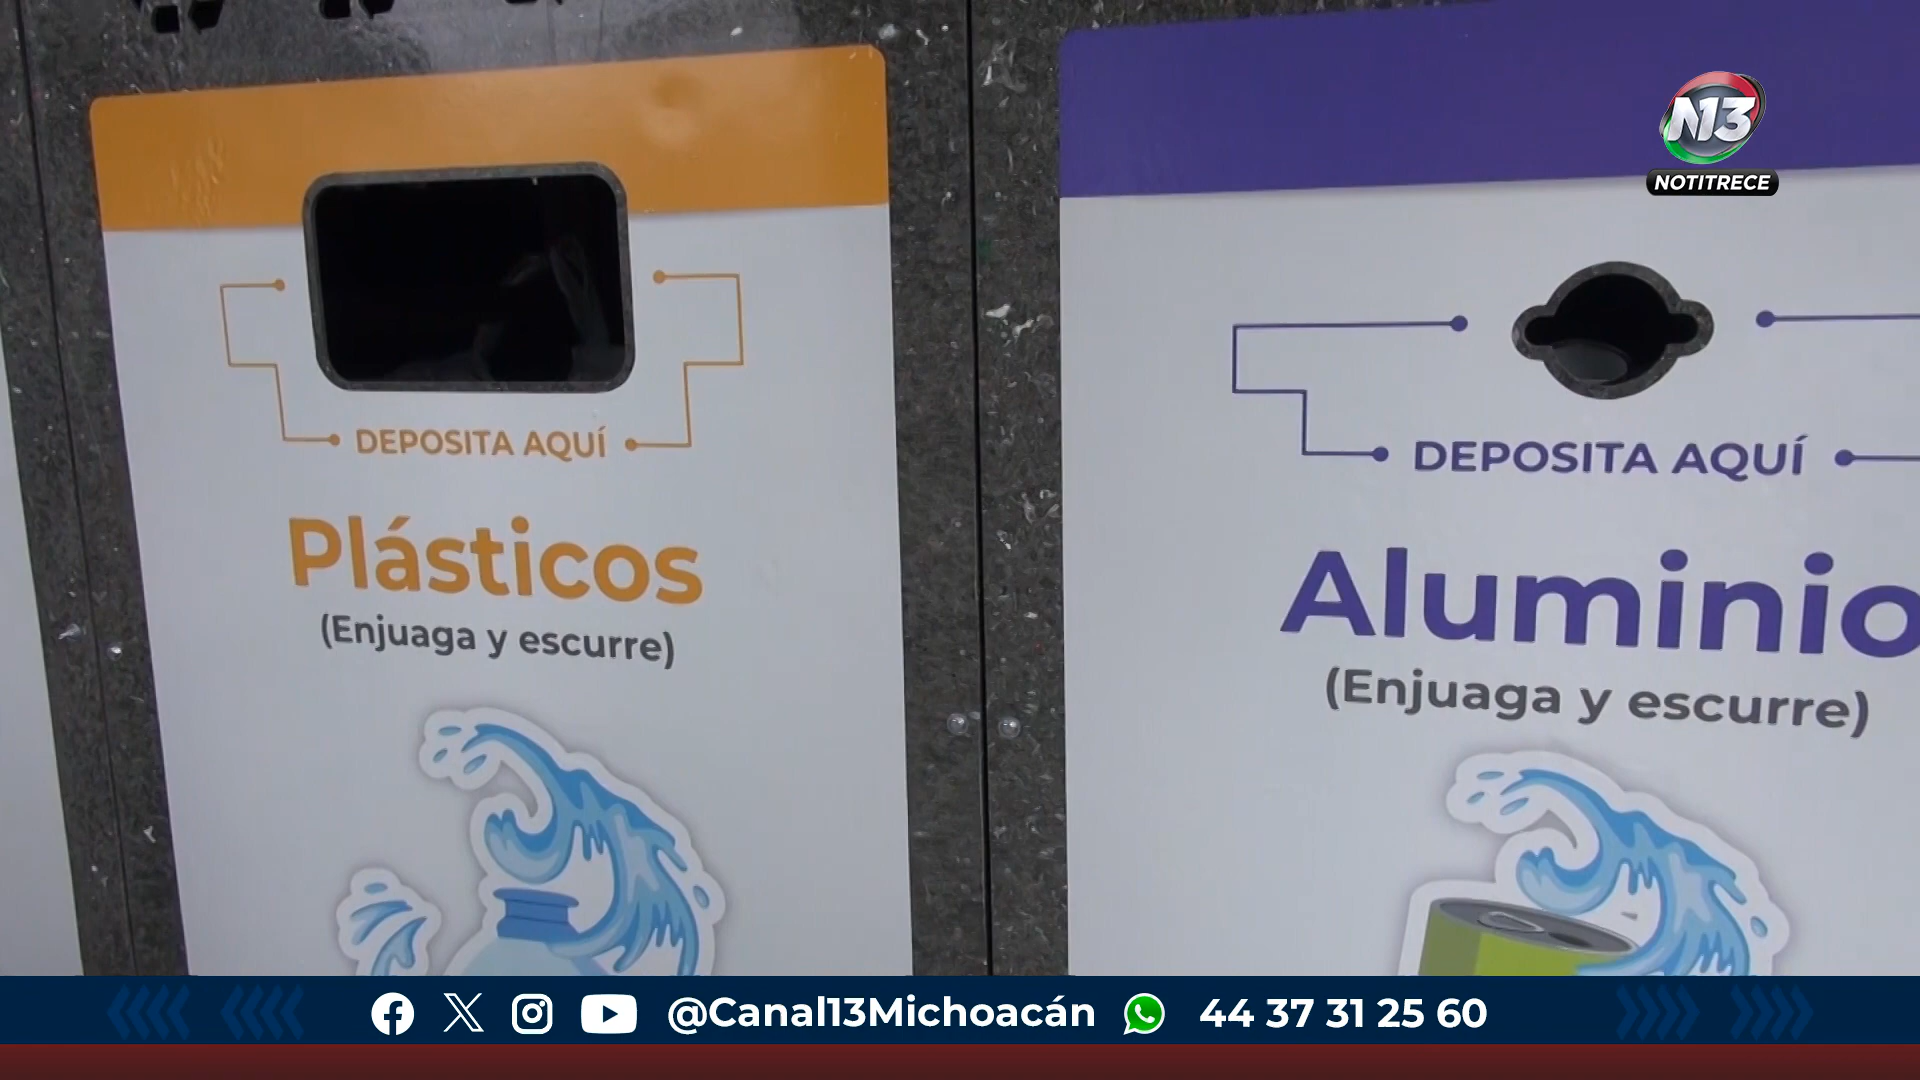 N13
NOTITRECE
DEPOSITA AQUÍ
Plásticos
(Enjuaga y escurre)
DEPOSITA AQUÍ
Aluminio
(Enjuaga y escurre)
@Canal13Michoacán
44 37 31 25 60